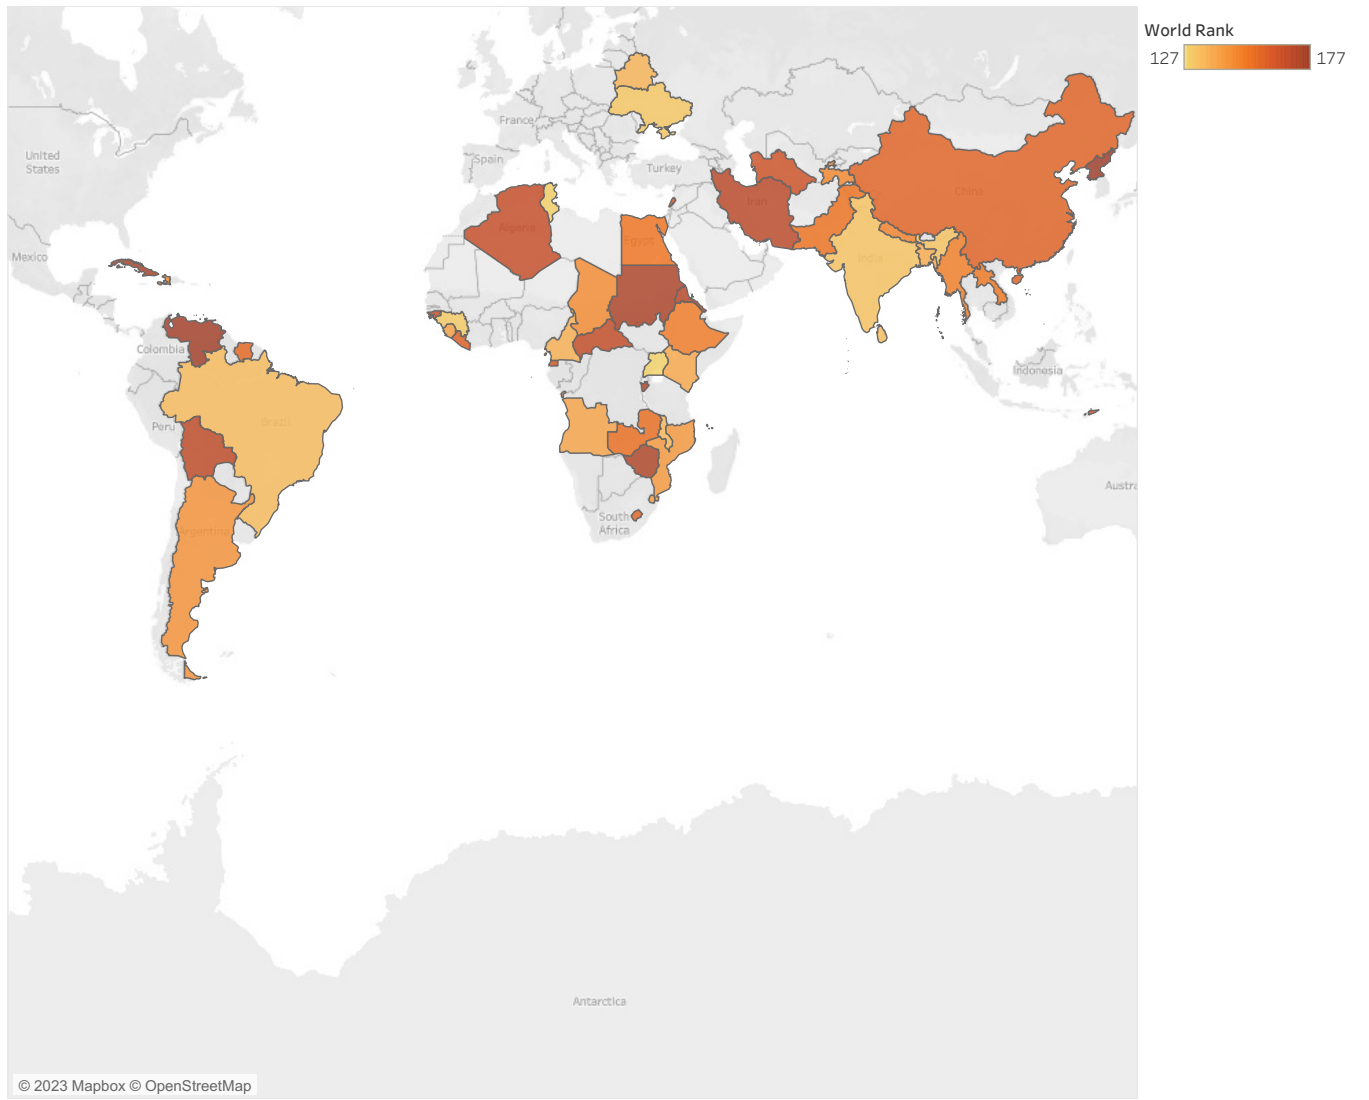 World Rank
127 177
United
States
Mexico
France
Spain
Turkey
Iran
China
Algeria
Egypt
India
Colombia
Peru
Brazil
Argentina
Indonesia
South
Africa
Austra
Antarctica
© 2023 Mapbox © OpenStreetMap